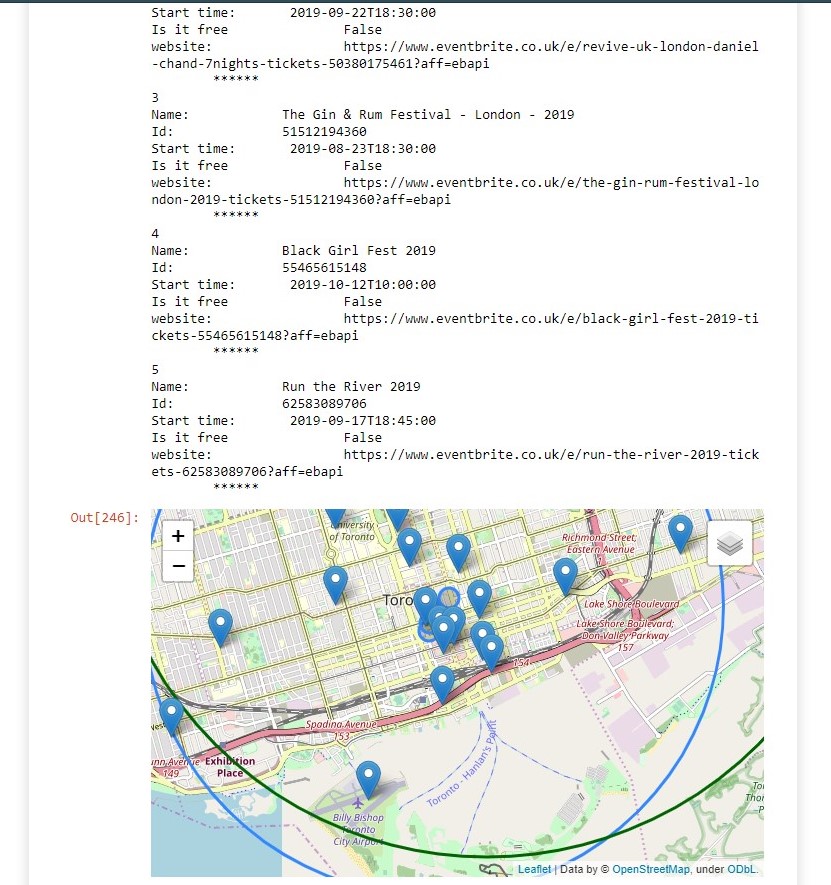 Start time: 2019-09-22T18:30:00
Is it free False
website: https://www.eventbrite.co.uk/e/revive-uk-london-daniel
-chand-7nights-tickets-50380175461?aff=ebapi
******
3
Name: The Gin & Rum Festival - London - 2019
Id: 51512194360
Start time: 2019-08-23T18:30:00
Is it free False
website: https://www.eventbrite.co.uk/e/the-gin-rum-festival-lo
ndon-2019-tickets-51512194360?aff=ebapi
******
4
Name: Black Girl Fest 2019
Id: 55465615148
Start time: 2019-10-12T10:00:00
Is it free False
website: https://www.eventbrite.co.uk/e/black-girl-fest-2019-ti
ckets-55465615148?aff=ebapi
******
5
Name: Run the River 2019
Id: 62583089706
Start time: 2019-09-17T18:45:00
Is it free False
website: https://www.eventbrite.co.uk/e/run-the-river-2019-tick
ets-62583089706?aff=ebapi
******
Out[246]:
+
−
University
of Toronto
Richmond Street;
Eastern Avenue
Toro
Lake Shore Boulevard
Lake Shore Boulevard;
Don Valley Parkway
157
154
Spadina Avenue
153
unn Avenue
149
Exhibition
Place
Toronto - Hanlan's Point
Billy Bishop
Toronto
City Airport
Leaflet | Data by © OpenStreetMap, under ODbL.